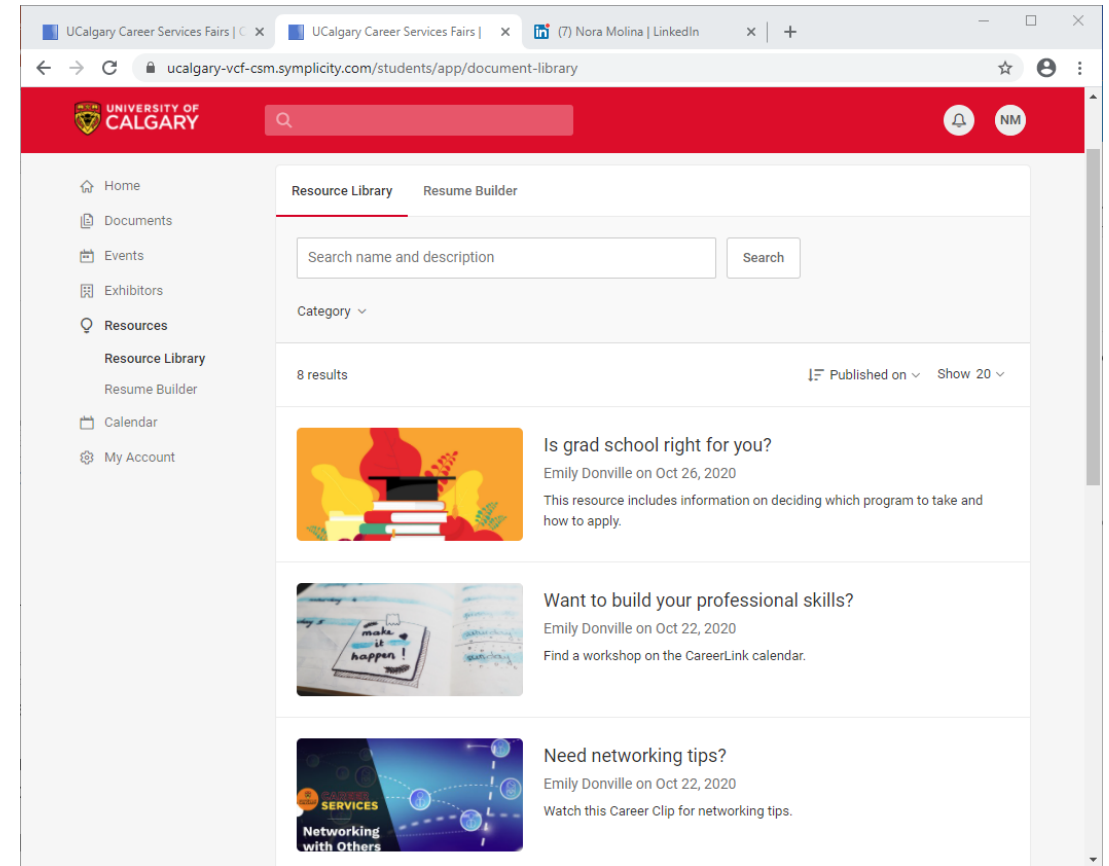 UCalgary Career Services Fairs | C
UCalgary Career Services Fairs |
(7) Nora Molina | LinkedIn
ucalgary-vcf-csm.symplicity.com/students/app/document-library
UNIVERSITY OF
CALGARY
NM
Home
Documents
Events
Exhibitors
Resources
Resource Library
Resume Builder
Calendar
My Account
Resource Library Resume Builder
Search name and description Search
Category
8 results Published on Show 20
Is grad school right for you?
Emily Donville on Oct 26, 2020
This resource includes information on deciding which program to take and
how to apply.
make
it
happen !
Want to build your professional skills?
Emily Donville on Oct 22, 2020
Find a workshop on the CareerLink calendar.
CAREER
SERVICES
Networking
with Others
Need networking tips?
Emily Donville on Oct 22, 2020
Watch this Career Clip for networking tips.